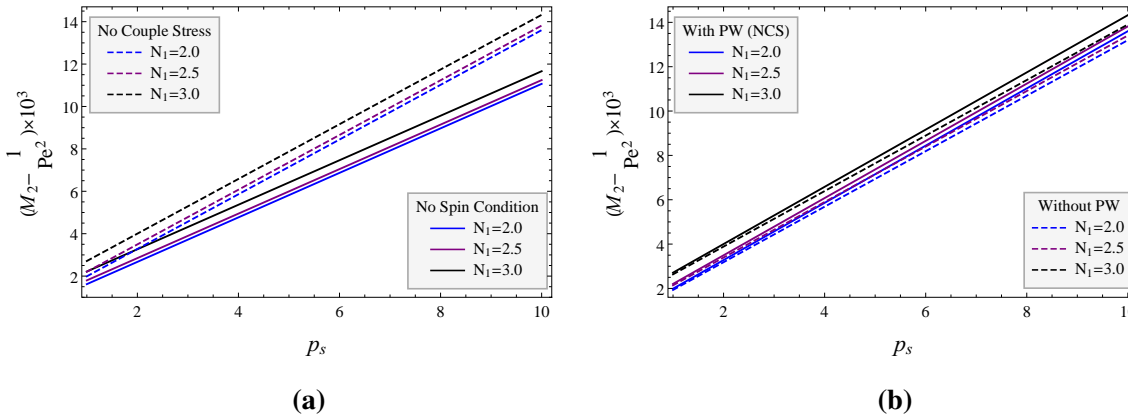 No Couple Stress
N₁=2.0
N₁=2.5
N₁=3.0
No Spin Condition
N₁=2.0
N₁=2.5
N₁=3.0
(M₂− 1/Pe²)×10³
14
12
10
8
6
4
2
2
4
6
8
10
pₛ
(a)
With PW (NCS)
N₁=2.0
N₁=2.5
N₁=3.0
Without PW
N₁=2.0
N₁=2.5
N₁=3.0
(M₂− 1/Pe²)×10³
14
12
10
8
6
4
2
2
4
6
8
10
pₛ
(b)